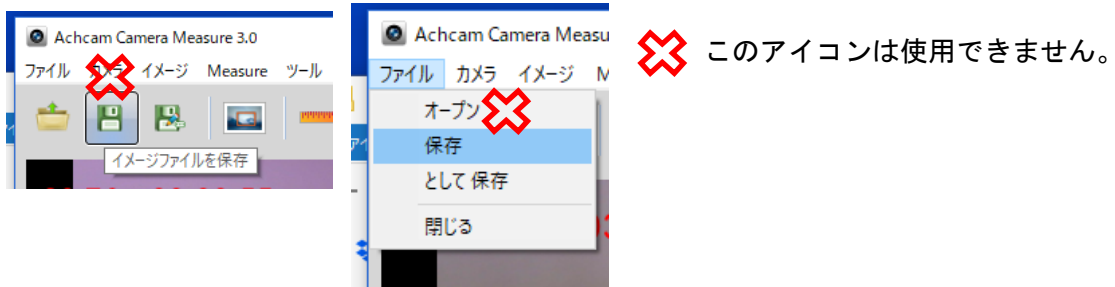 Achcam Camera Measure 3.0
ファイル カメラ イメージ Measure ツール
イメージファイルを保存
Achcam Camera Measu
ファイル カメラ イメージ M
オープン
保存
として 保存
閉じる
このアイコンは使用できません。